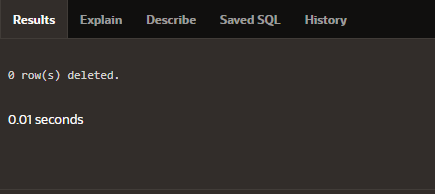 Results Explain Describe Saved SQL History
0 row(s) deleted.
0.01 seconds